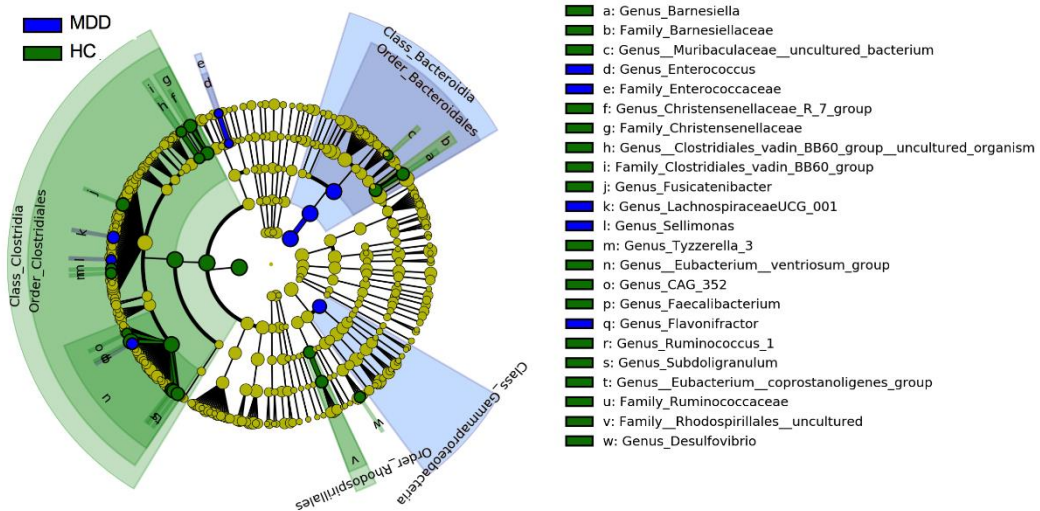 MDD
HC
Class_Bacteroidia
Order_Bacteroidales
Class_Clostridia
Order_Clostridiales
Class_Gammaproteobacteria
Order_Rhodospirillales
g
f
i
h
e
d
c
b
a
j
k
l
m
o
u
v
w
a: Genus_Barnesiella
b: Family_Barnesiellaceae
c: Genus__Muribaculaceae__uncultured_bacterium
d: Genus_Enterococcus
e: Family_Enterococcaceae
f: Genus_Christensenellaceae_R_7_group
g: Family_Christensenellaceae
h: Genus__Clostridiales_vadin_BB60_group__uncultured_organism
i: Family_Clostridiales_vadin_BB60_group
j: Genus_Fusicatenibacter
k: Genus_LachnospiraceaeUCG_001
l: Genus_Sellimonas
m: Genus_Tyzzerella_3
n: Genus__Eubacterium__ventriosum_group
o: Genus_CAG_352
p: Genus_Faecalibacterium
q: Genus_Flavonifractor
r: Genus_Ruminococcus_1
s: Genus_Subdoligranulum
t: Genus__Eubacterium__coprostanoligenes_group
u: Family_Ruminococcaceae
v: Family__Rhodospirillales__uncultured
w: Genus_Desulfovibrio